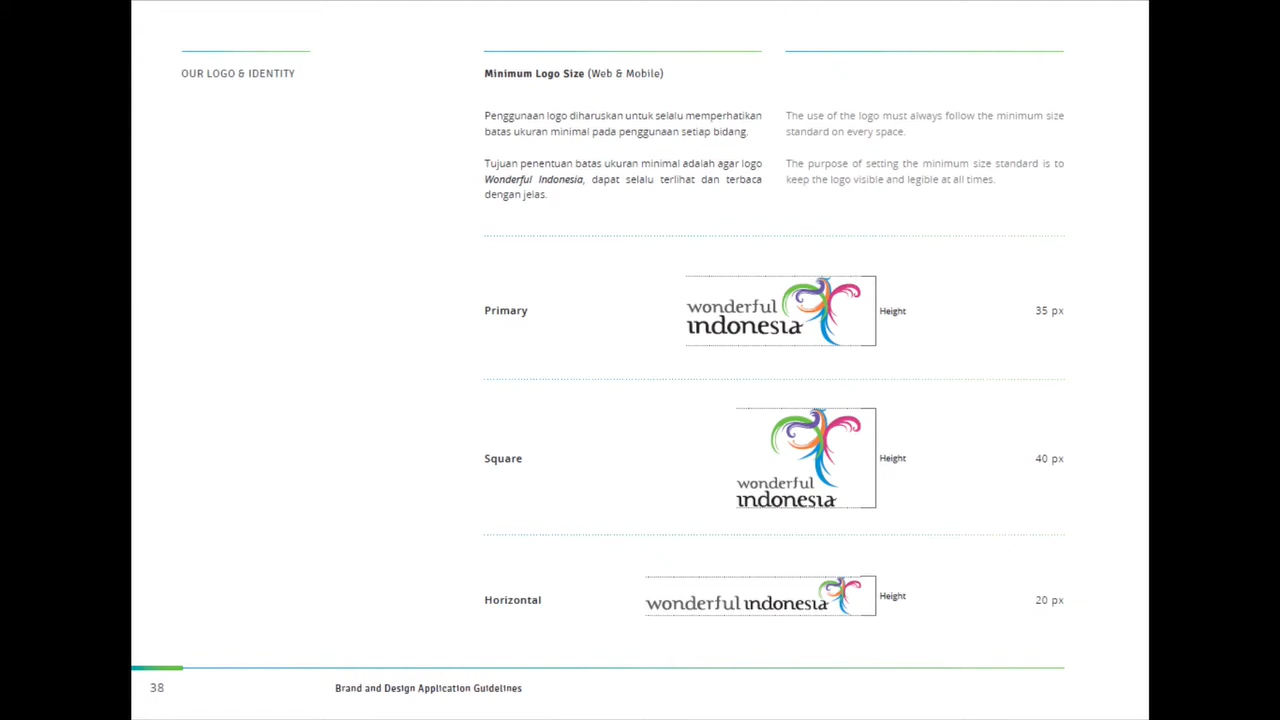 OUR LOGO & IDENTITY
Minimum Logo Size (Web & Mobile)
Penggunaan logo diharuskan untuk selalu memperhatikan
batas ukuran minimal pada penggunaan setiap bidang.
Tujuan penentuan batas ukuran minimal adalah agar logo
Wonderful Indonesia, dapat selalu terlihat dan terbaca
dengan jelas.
The use of the logo must always follow the minimum size
standard on every space.
The purpose of setting the minimum size standard is to
keep the logo visible and legible at all times.
Primary
wonderful
indonesia
Height
35 px
Square
wonderful
indonesia
Height
40 px
Horizontal
wonderful indonesia
Height
20 px
38
Brand and Design Application Guidelines